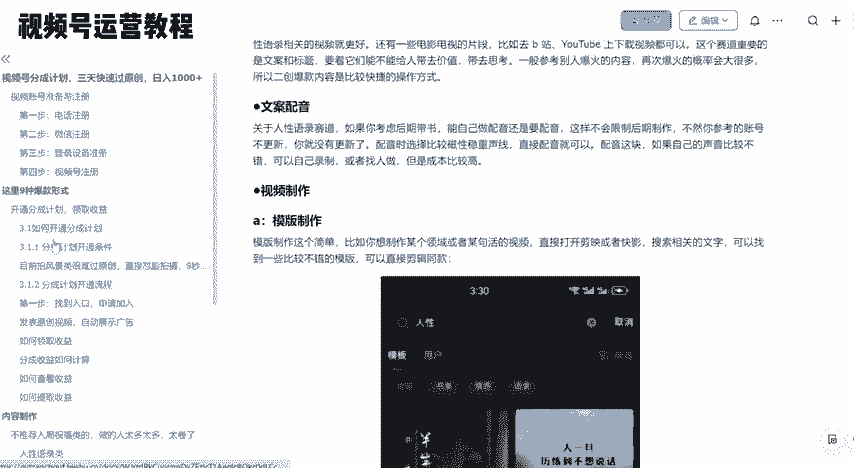 视频号运营教程
编辑
视频号分成计划，三天快速过原创，日入1000+
视频账号准备与注册
第一步：电话注册
第二步：微信注册
第三步：登录设备准备
第四步：视频号注册
这里9种爆款形式
开通分成计划，领取收益
3.1如何开通分成计划
3.1.1 分成计划开通条件
目前拍风景类很难过原创，直接忽略拍摄，9秒...
3.1.2 分成计划开通流程
第一步：找到入口，申请加入
发表原创视频，自动展示广告
如何领取收益
分成收益如何计算
如何查看收益
如何提取收益
内容制作
不推荐入局祝福类的，做的人太多太多，太卷了
人性语录类
性语录相关的视频就更好。还有一些电影电视的片段，比如去 b 站、YouTube 上下载视频都可以。这个赛道重要的
是文案和标题，要看它们能不能给人带去价值，带去思考。一般参考别人爆火的内容，再次爆火的概率会大很多，
所以二创爆款内容是比较快捷的操作方式。
●文案配音
关于人性语录赛道，如果你考虑后期带书，能自己做配音还是要配音，这样不会限制后期制作，不然你参考的账号
不更新，你就没有更新了。配音时选择比较磁性稳重声线，直接配音就可以。配音这块，如果自己的声音比较不
错，可以自己录制，或者找人做，但是成本比较高。
●视频制作
a：模版制作
模版制作这个简单，比如你想制作某个领域或者某句话的视频，直接打开剪映或者快影，搜索相关的文字，可以找
到一些比较不错的模版，可以直接剪辑同款：
3:30
人性
取消
模板
用户
人一旦
历练到不想说话